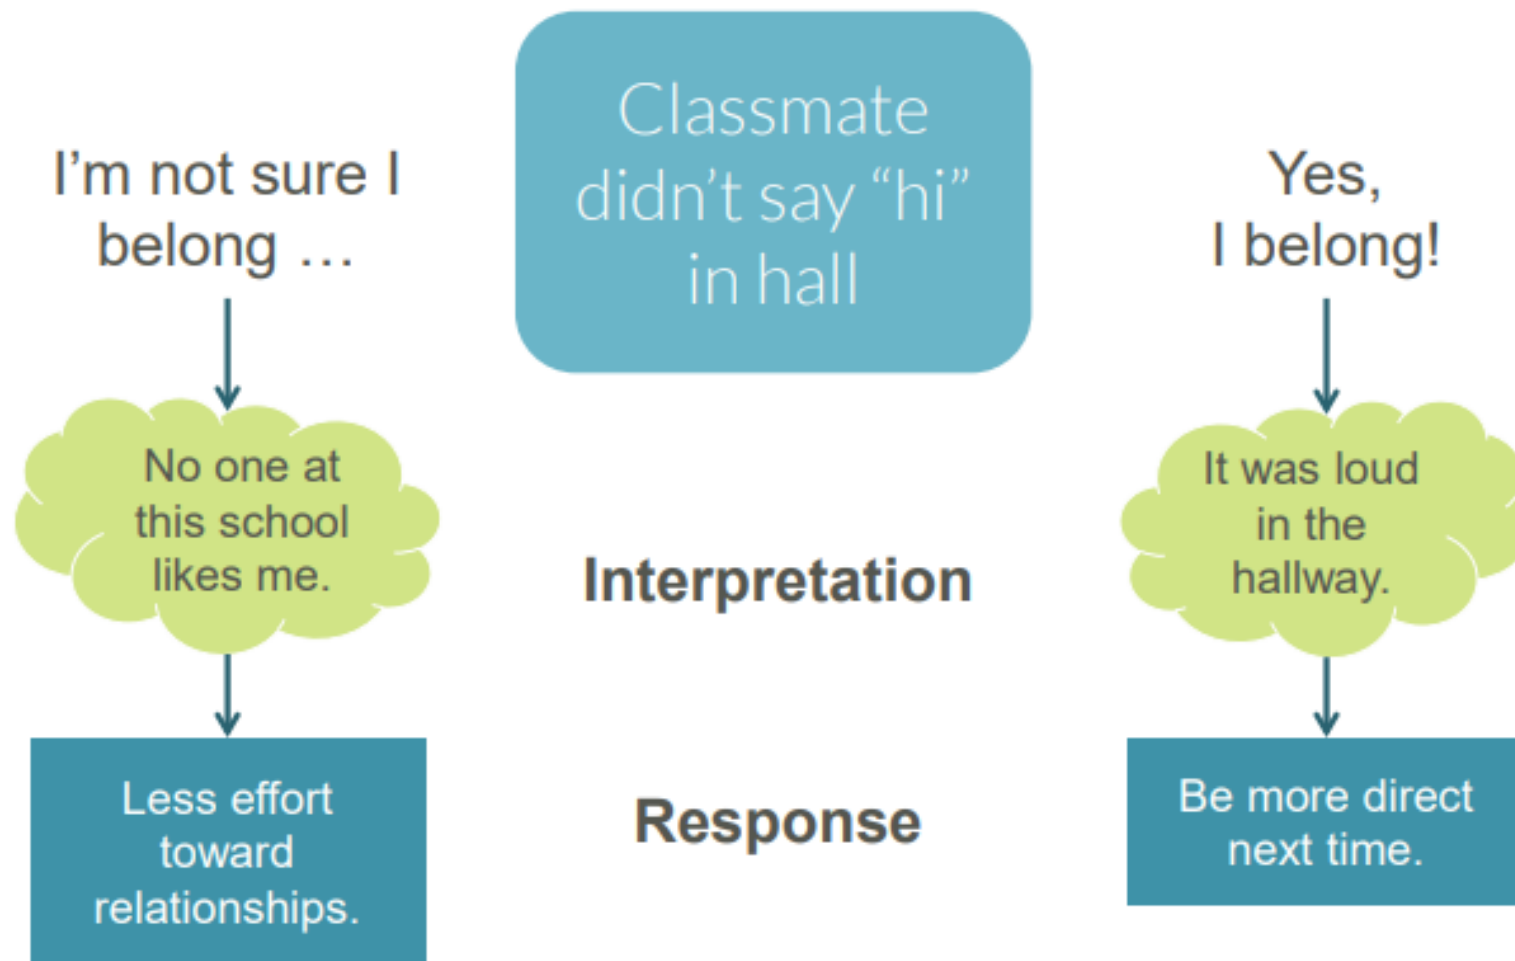 Classmate
didn’t say “hi”
in hall
I’m not sure I
belong …
Yes,
I belong!
No one at
this school
likes me.
Interpretation
It was loud
in the
hallway.
Less effort
toward
relationships.
Response
Be more direct
next time.